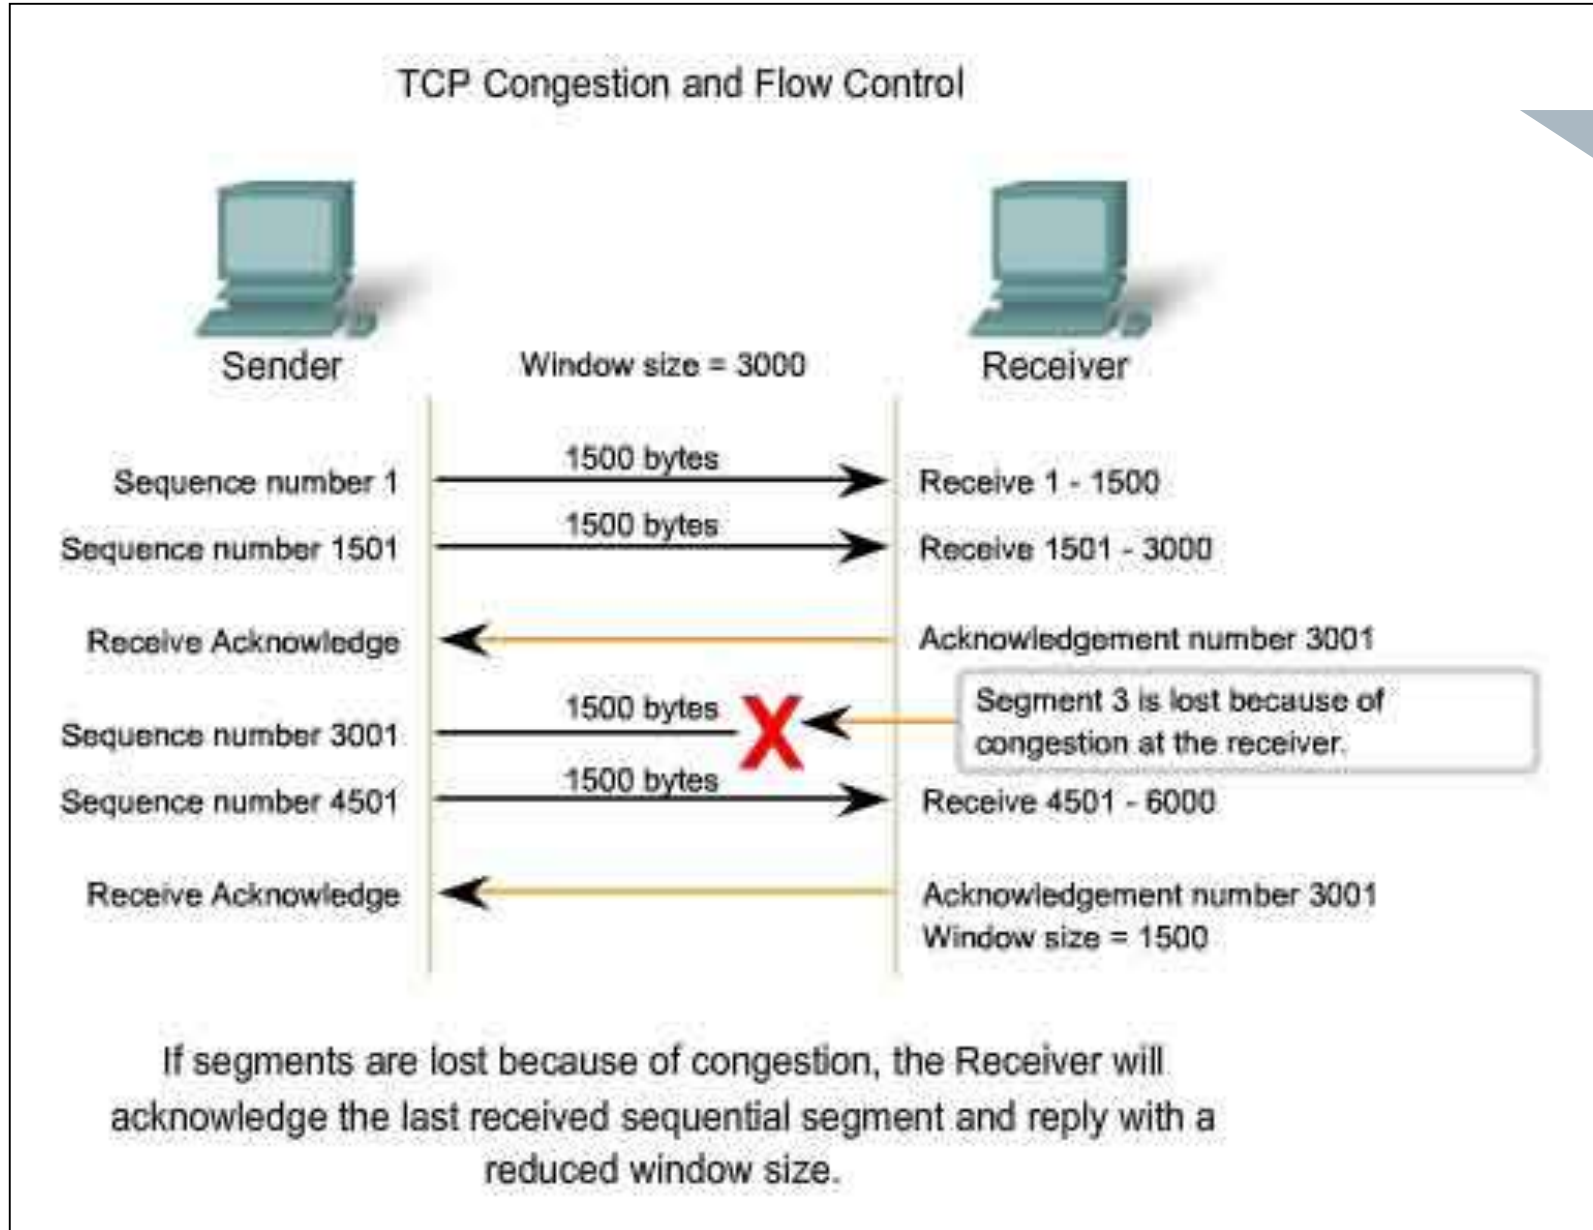 TCP Congestion and Flow Control
Sender
Window size = 3000
Receiver
Sequence number 1
1500 bytes
Receive 1 - 1500
Sequence number 1501
1500 bytes
Receive 1501 - 3000
Receive Acknowledge
Acknowledgement number 3001
Sequence number 3001
1500 bytes
X
Segment 3 is lost because of
congestion at the receiver.
Sequence number 4501
1500 bytes
Receive 4501 - 6000
Receive Acknowledge
Acknowledgement number 3001
Window size = 1500
If segments are lost because of congestion, the Receiver will
acknowledge the last received sequential segment and reply with a
reduced window size.